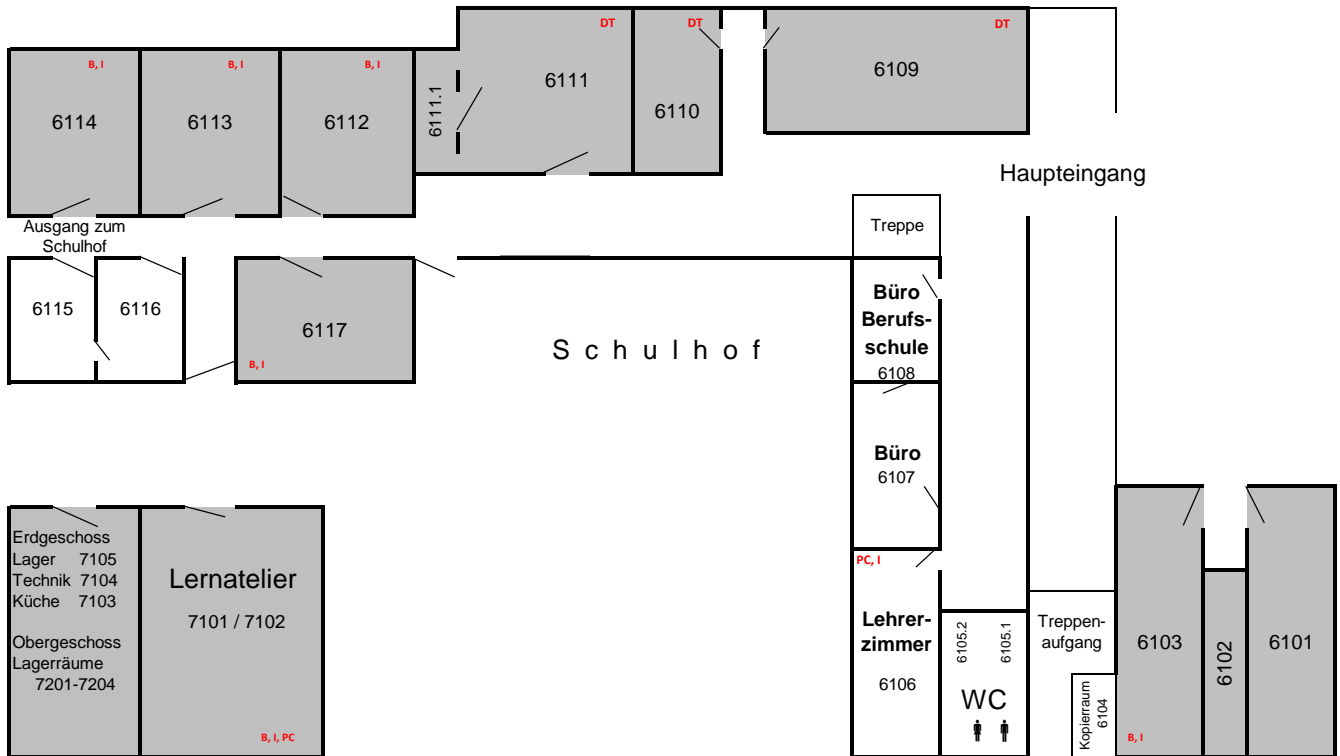 DT
DT
DT
B, I
B, I
B, I
6114
6113
6112
6111.1
6111
6110
6109
Haupteingang
Ausgang zum
Schulhof
Treppe
6115
6116
6117
B, I
Schulhof
Büro
Berufs-
schule
6108
Büro
6107
PC, I
Lehrer-
zimmer
6106
6105.2
6105.1
WC
Treppen-
aufgang
Kopierraum
6104
6103
B, I
6102
6101
Erdgeschoss
Lager 7105
Technik 7104
Küche 7103
Obergeschoss
Lagerräume
7201-7204
Lernatelier
7101 / 7102
B, I, PC